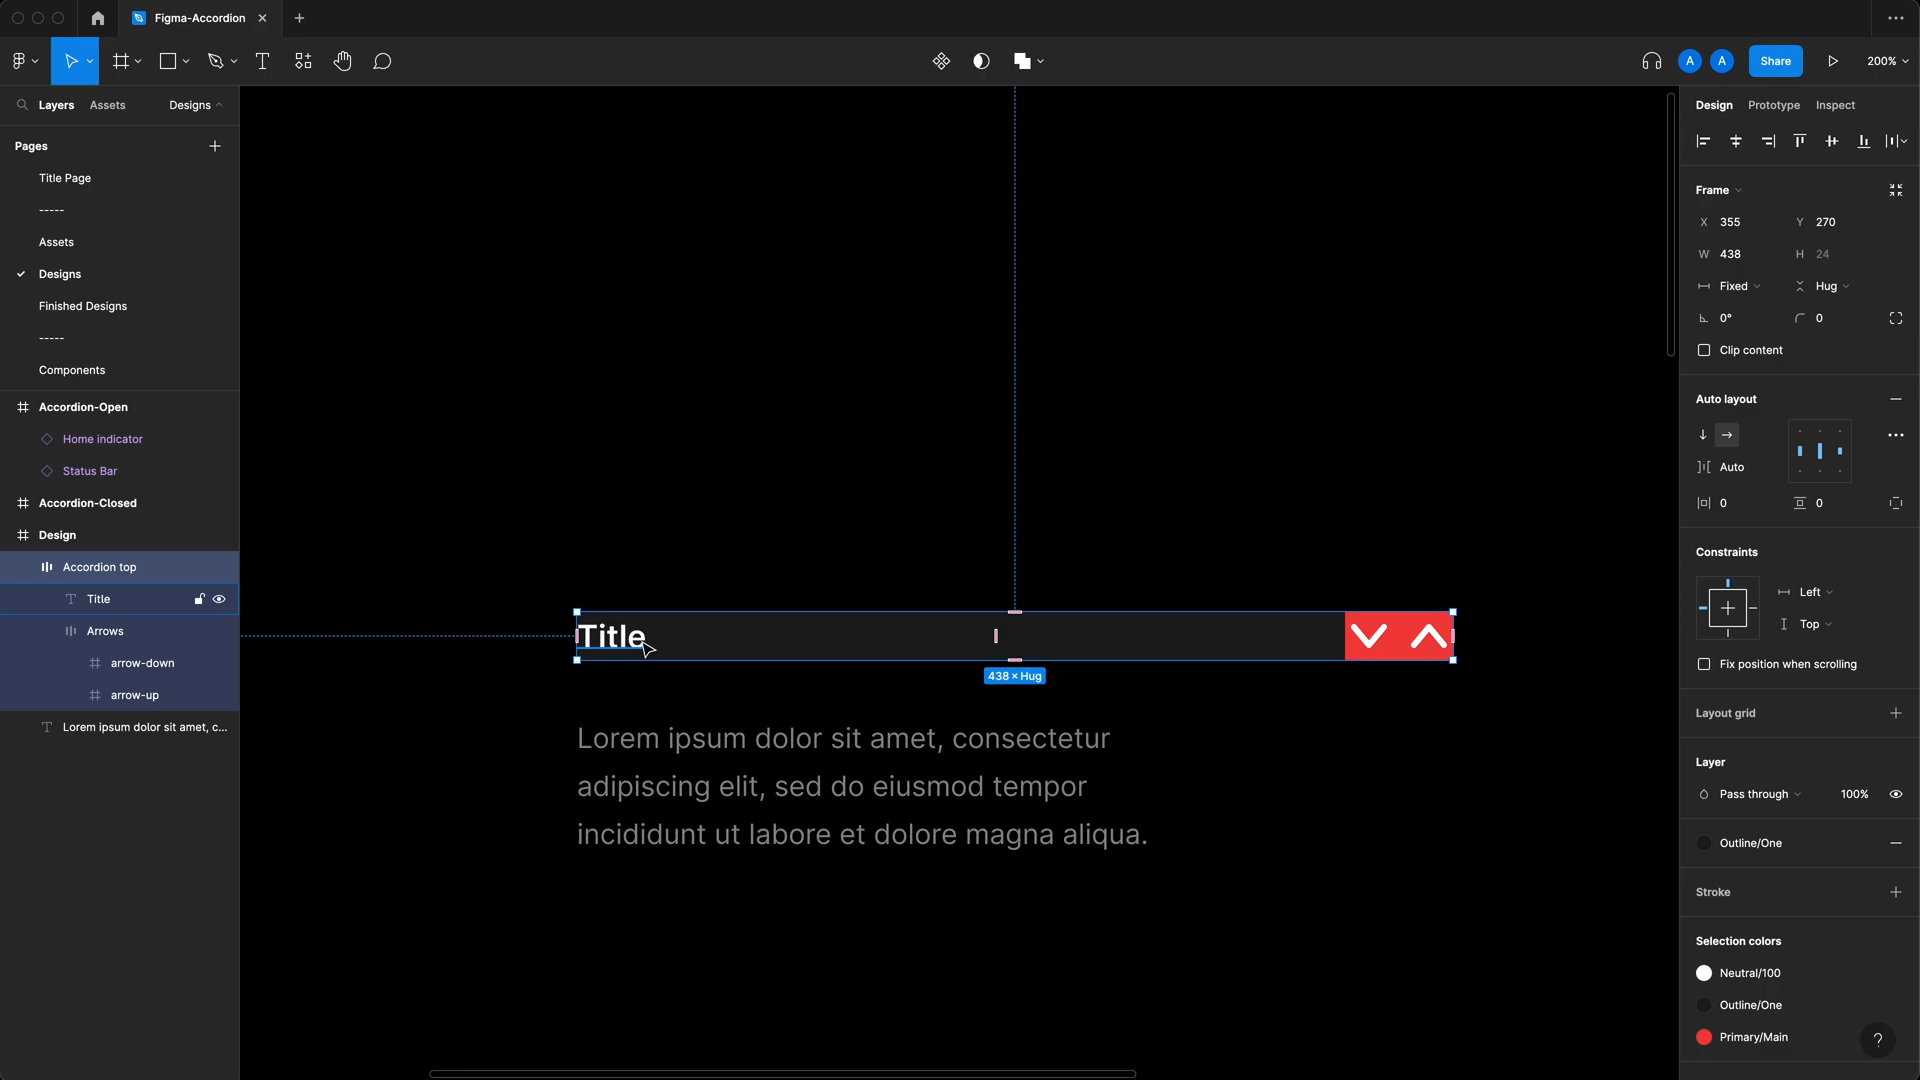 Figma-Accordion
A
A
Share
200%
Layers
Assets
Designs
Pages
Title Page
-----
Assets
Designs
Finished Designs
-----
Components
Accordion-Open
Home indicator
Status Bar
Accordion-Closed
Design
Accordion top
Title
Arrows
arrow-down
arrow-up
Lorem ipsum dolor sit amet, c...
Title
438 × Hug
Lorem ipsum dolor sit amet, consectetur
adipiscing elit, sed do eiusmod tempor
incididunt ut labore et dolore magna aliqua.
Design
Prototype
Inspect
Frame
X 355
Y 270
W 438
H 24
Fixed
Hug
0°
0
Clip content
Auto layout
Auto
0
0
Constraints
Left
Top
Fix position when scrolling
Layout grid
Layer
Pass through
100%
Outline/One
Stroke
Selection colors
Neutral/100
Outline/One
Primary/Main
?